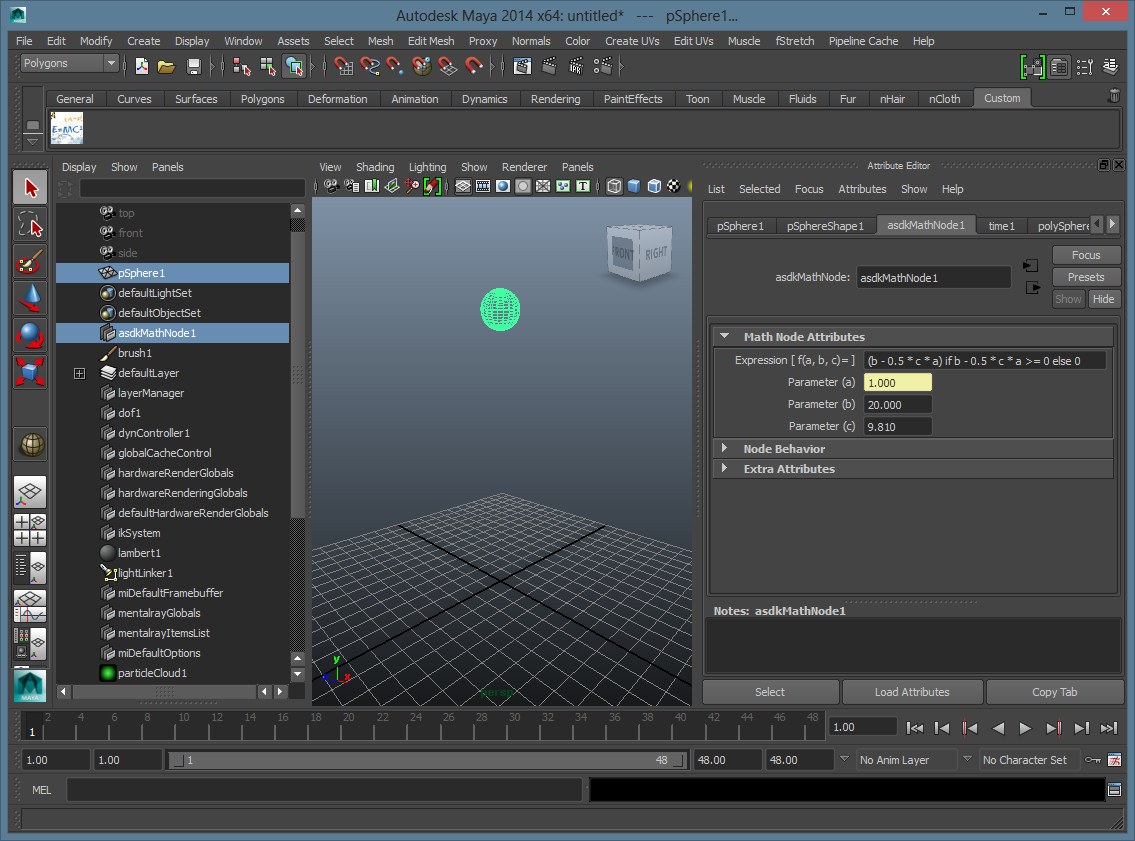 Autodesk Maya 2014 x64: untitled* --- pSphere1...
File Edit Modify Create Display Window Assets Select Mesh Edit Mesh Proxy Normals Color Create UVs Edit UVs Muscle fStretch Pipeline Cache Help
Polygons
General Curves Surfaces Polygons Deformation Animation Dynamics Rendering PaintEffects Toon Muscle Fluids Fur nHair nCloth Custom
E=MC²
Display Show Panels
top
front
side
pSphere1
defaultLightSet
defaultObjectSet
asdkMathNode1
brush1
defaultLayer
layerManager
dof1
dynController1
globalCacheControl
hardwareRenderGlobals
hardwareRenderingGlobals
defaultHardwareRenderGlobals
ikSystem
lambert1
lightLinker1
miDefaultFramebuffer
mentalrayGlobals
mentalrayItemsList
miDefaultOptions
particleCloud1
View Shading Lighting Show Renderer Panels
FRONT RIGHT
y
x
persp
Attribute Editor
List Selected Focus Attributes Show Help
pSphere1 pSphereShape1 asdkMathNode1 time1 polySphere
asdkMathNode: asdkMathNode1
Focus
Presets
Show Hide
Math Node Attributes
Expression [ f(a, b, c)= ] (b - 0.5 * c * a) if b - 0.5 * c * a >= 0 else 0
Parameter (a) 1.000
Parameter (b) 20.000
Parameter (c) 9.810
Node Behavior
Extra Attributes
Notes: asdkMathNode1
Select Load Attributes Copy Tab
MAYA
2 4 6 8 10 12 14 16 18 20 22 24 26 28 30 32 34 36 38 40 42 44 46 48
1
1.00
1.00 1.00 1 48 48.00 48.00 No Anim Layer No Character Set
MEL